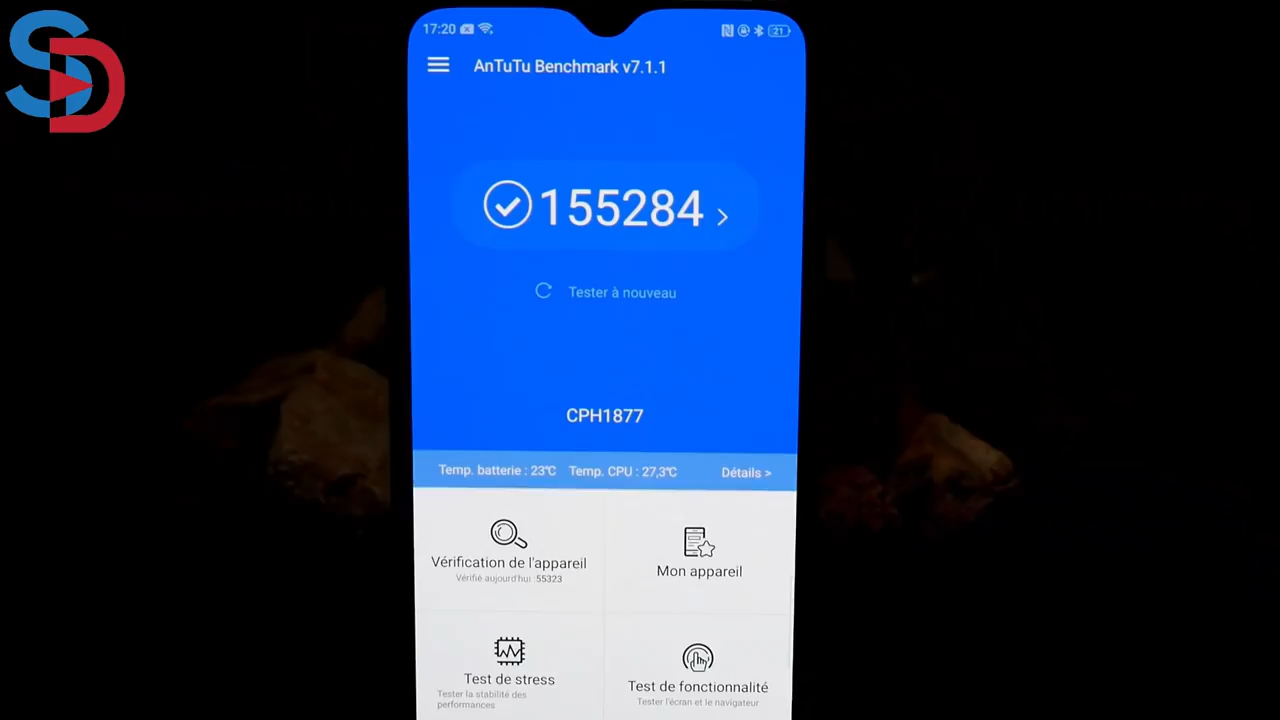 SD
17:20
21
AnTuTu Benchmark v7.1.1
155284 >
Tester à nouveau
CPH1877
Temp. batterie : 23℃ Temp. CPU : 27,3℃ Détails >
Vérification de l'appareil
Vérifié aujourd'hui :55323
Mon appareil
Test de stress
Tester la stabilité des
performances
Test de fonctionnalité
Tester l'écran et le navigateur